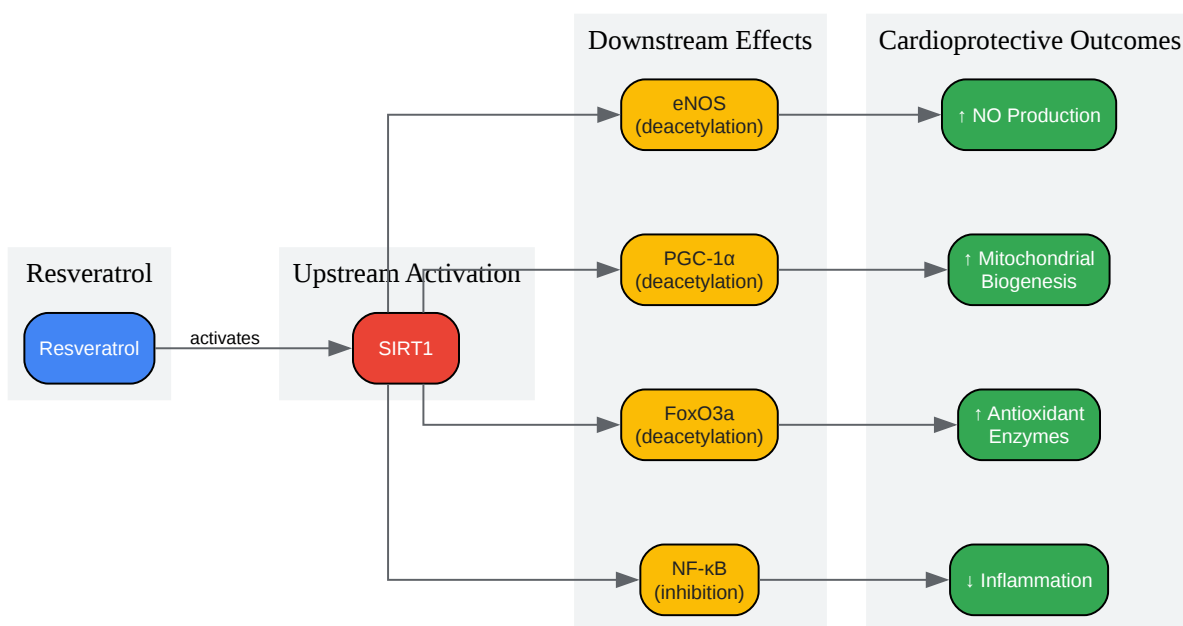 Downstream Effects
Cardioprotective Outcomes
eNOS
(deacetylation)
↑ NO Production
PGC-1α
(deacetylation)
↑ Mitochondrial
Biogenesis
Resveratrol
Upstream Activation
Resveratrol
activates
SIRT1
FoxO3a
(deacetylation)
↑ Antioxidant
Enzymes
NF-κB
(inhibition)
↓ Inflammation